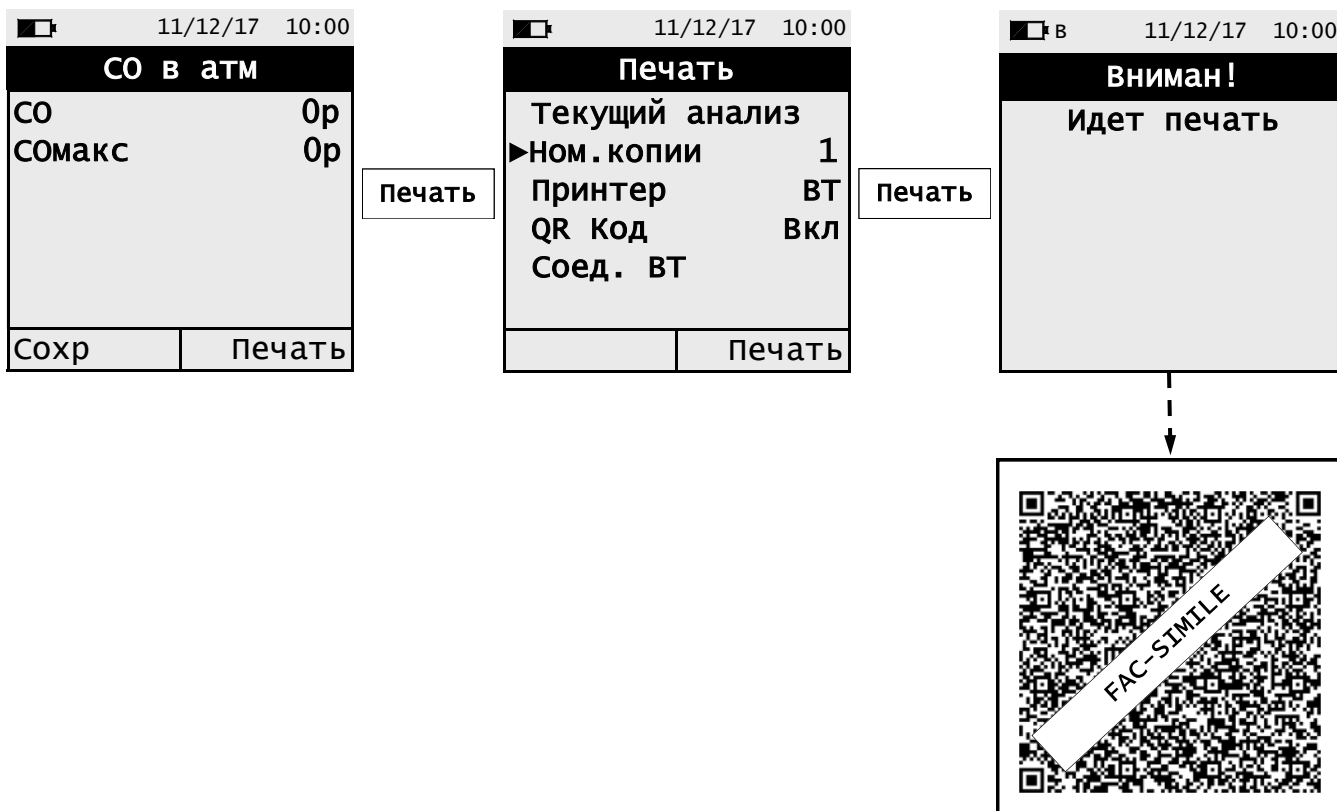 11/12/17 10:00
CO в атм
CO 0p
COмакс 0p
Сохр Печать
Печать
11/12/17 10:00
Печать
Текущий анализ
►Ном.копии 1
Принтер BT
QR Код Вкл
Соед. BT
Печать
Печать
B 11/12/17 10:00
Вниман!
Идет печать
FAC-SIMILE